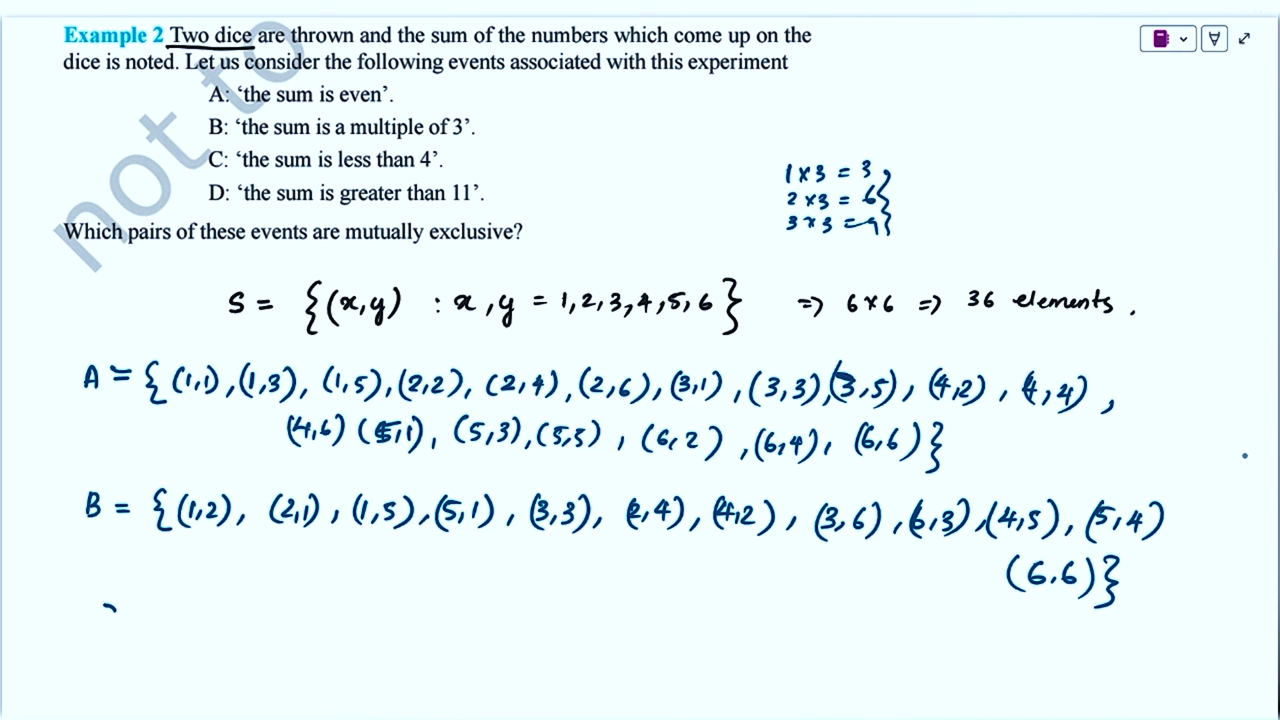 Example 2 Two dice are thrown and the sum of the numbers which come up on the
dice is noted. Let us consider the following events associated with this experiment
A: ‘the sum is even’.
B: ‘the sum is a multiple of 3’.
C: ‘the sum is less than 4’.
D: ‘the sum is greater than 11’.
Which pairs of these events are mutually exclusive?
not to
1 × 3 = 3
2 × 3 = 6
3 × 3 = 9
S = {(x,y) : x,y = 1,2,3,4,5,6} => 6×6 => 36 elements.
A = {(1,1),(1,3),(1,5),(2,2),(2,4),(2,6),(3,1),(3,3),(3,5),(4,2),(4,4),
(4,6) (5,1),(5,3),(5,5),(6,2),(6,4),(6,6)}
B = {(1,2),(2,1),(1,5),(5,1),(3,3),(2,4),(4,2),(3,6),(6,3),(4,5),(5,4)
(6,6)}